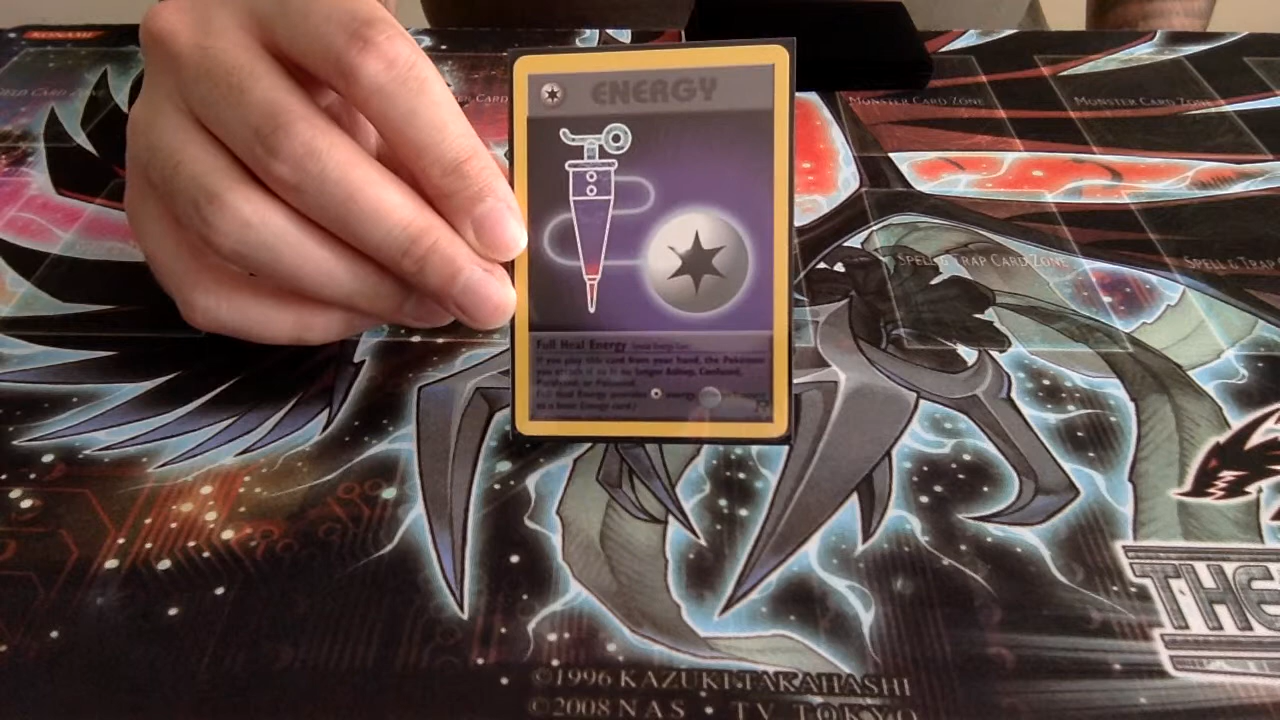 KONAMI
ENERGY
MONSTER CARD ZONE
MONSTER CARD ZONE
SPELL & TRAP CARD ZONE
SPELL & TRAP CARD ZONE
Full Heal Energy
If you play this card from your hand, the Pokémon
you attach it to is no longer Asleep, Confused,
Paralyzed, or Poisoned.
Full Heal Energy provides energy.
THE
©1996 KAZUKI TAKAHASHI
©2008 NAS • TV TOKYO